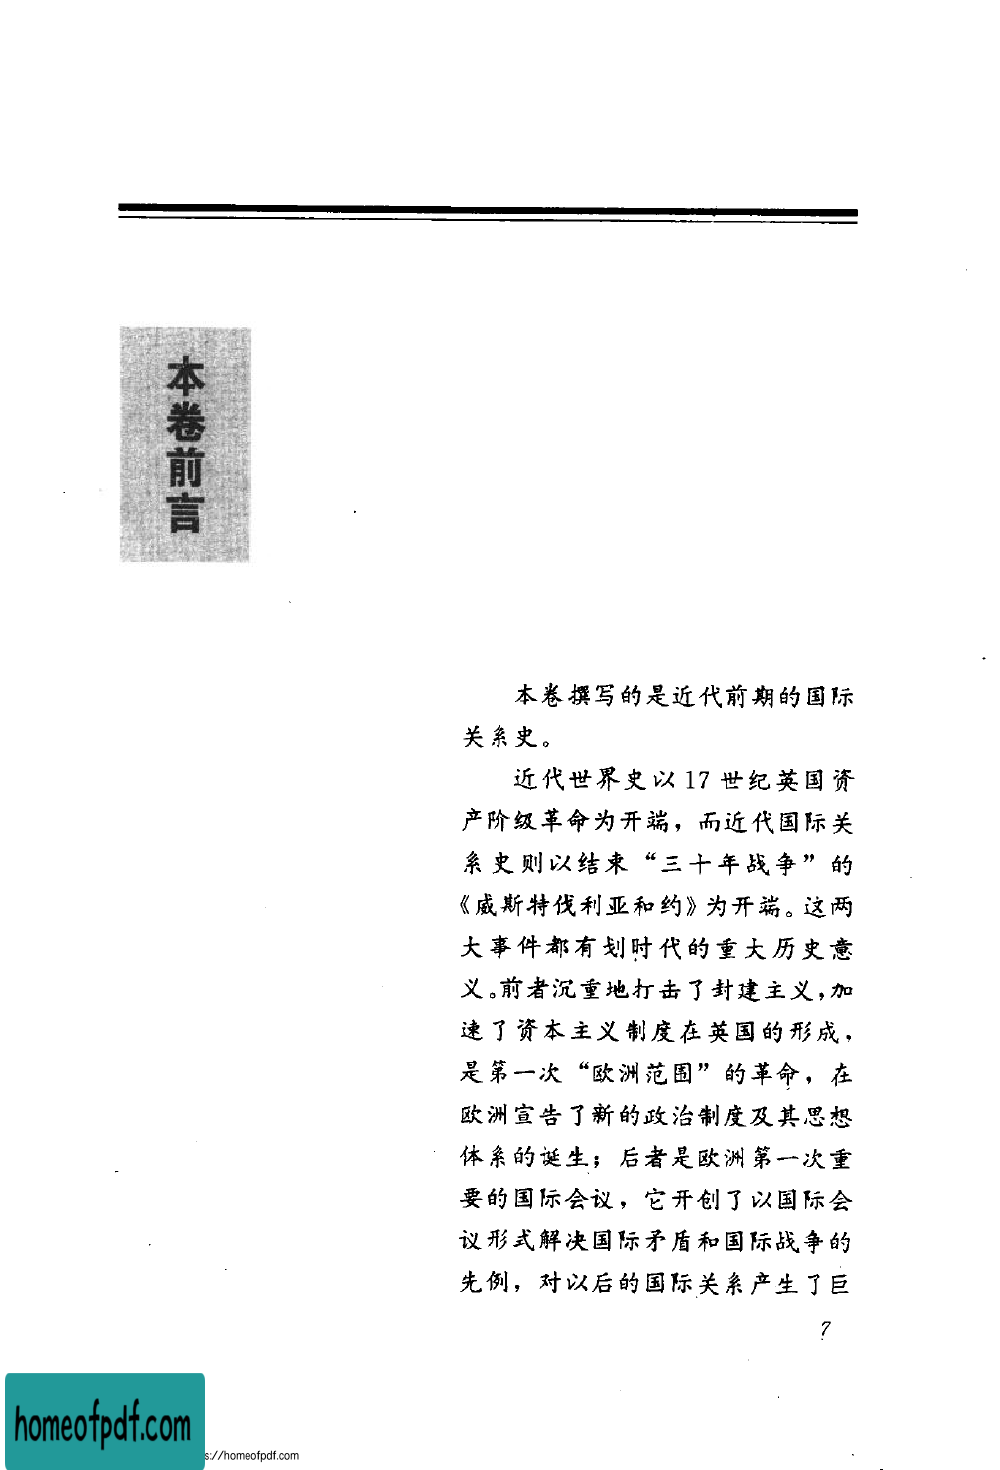 本卷前言
本卷撰写的是近代前期的国际
关系史。
近代世界史以17世纪英国资
产阶级革命为开端，而近代国际关
系史则以结束“三十年战争”的
《威斯特伐利亚和约》为开端。这两
大事件都有划时代的重大历史意
义。前者沉重地打击了封建主义，加
速了资本主义制度在英国的形成，
是第一次“欧洲范围”的革命，在
欧洲宣告了新的政治制度及其思想
体系的诞生；后者是欧洲第一次重
要的国际会议，它开创了以国际会
议形式解决国际矛盾和国际战争的
先例，对以后的国际关系产生了巨
7
homeofpdf.com
s://homeofpdf.com